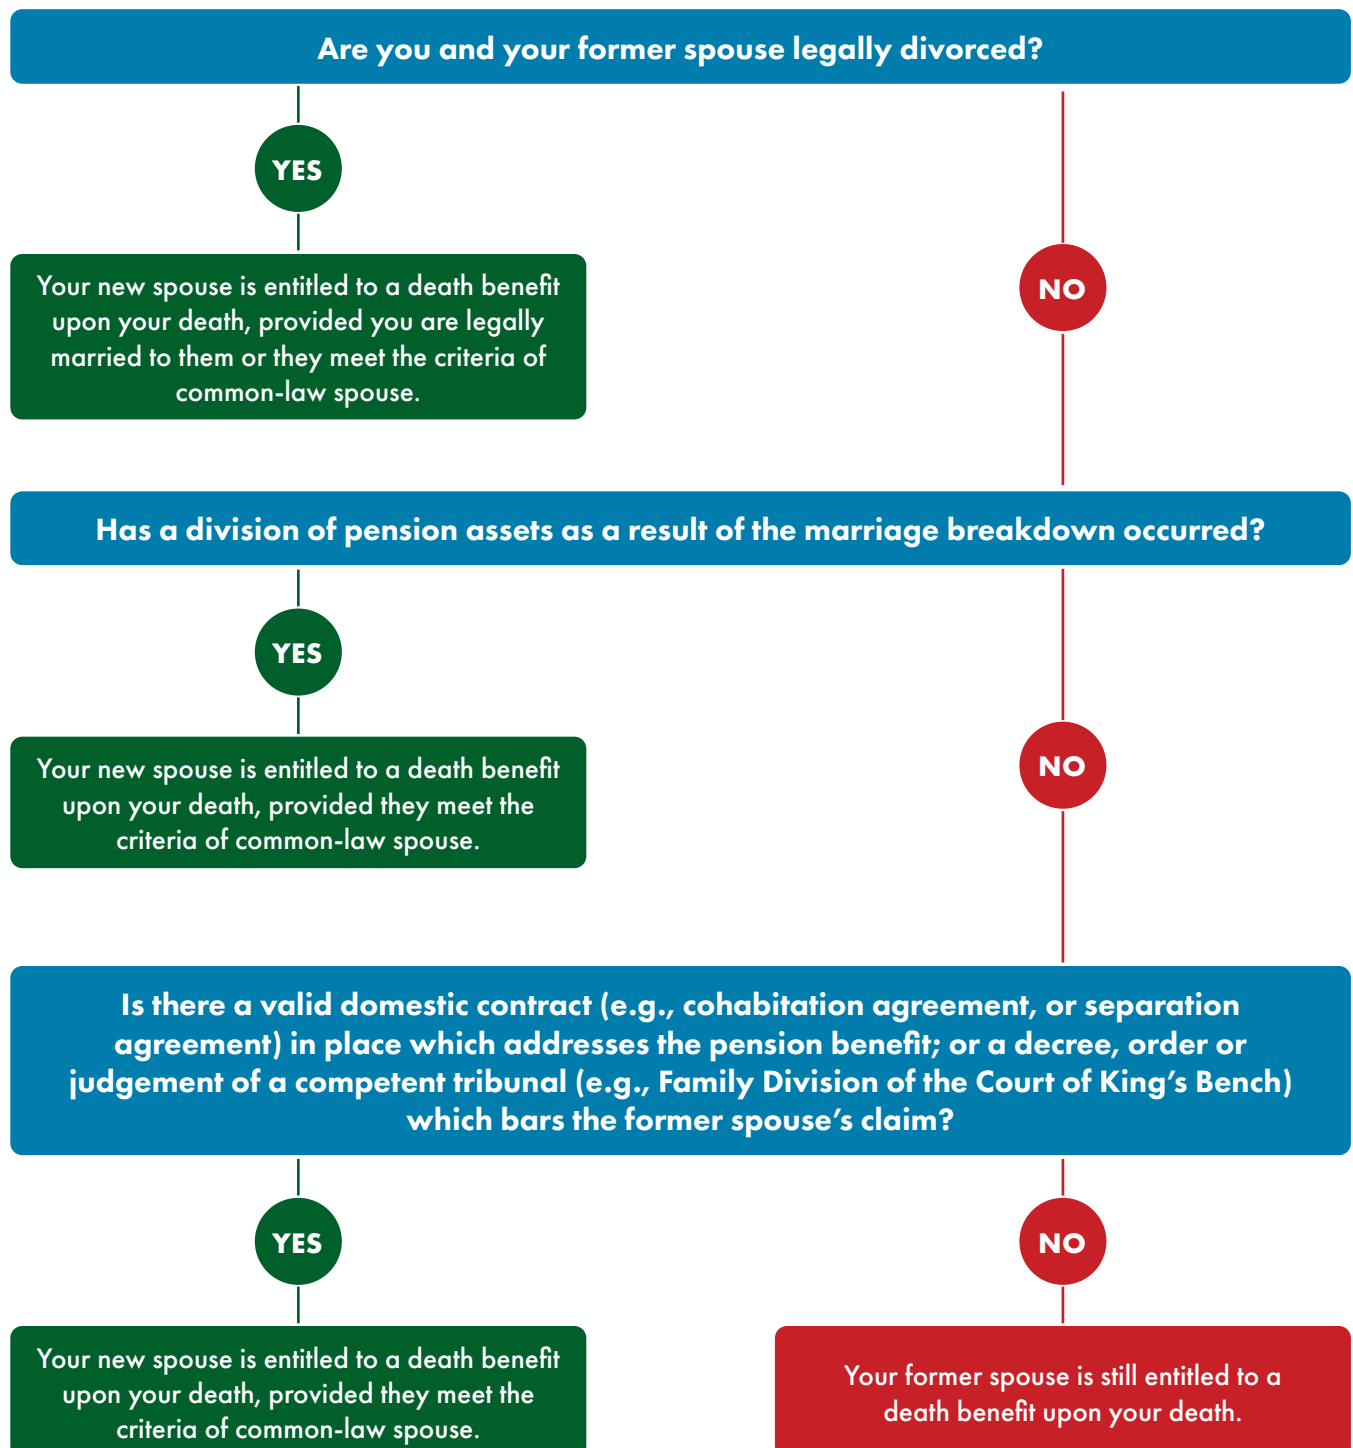 Are you and your former spouse legally divorced?
YES
Your new spouse is entitled to a death benefit
upon your death, provided you are legally
married to them or they meet the criteria of
common-law spouse.
NO
Has a division of pension assets as a result of the marriage breakdown occurred?
YES
Your new spouse is entitled to a death benefit
upon your death, provided they meet the
criteria of common-law spouse.
NO
Is there a valid domestic contract (e.g., cohabitation agreement, or separation
agreement) in place which addresses the pension benefit; or a decree, order or
judgement of a competent tribunal (e.g., Family Division of the Court of King’s Bench)
which bars the former spouse’s claim?
YES
Your new spouse is entitled to a death benefit
upon your death, provided they meet the
criteria of common-law spouse.
NO
Your former spouse is still entitled to a
death benefit upon your death.